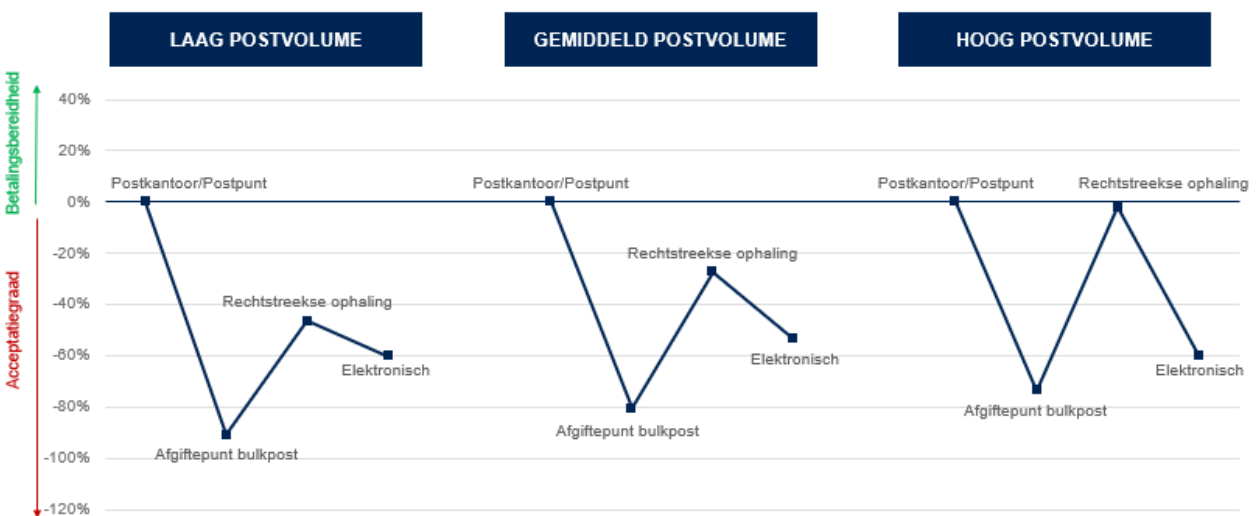 LAAG POSTVOLUME
GEMIDDELD POSTVOLUME
HOOG POSTVOLUME
Betalingsbereidheid
Acceptatiegraad
40%
20%
0%
-20%
-40%
-60%
-80%
-100%
-120%
Postkantoor/Postpunt
Afgiftepunt bulkpost
Rechtstreekse ophaling
Elektronisch
Postkantoor/Postpunt
Afgiftepunt bulkpost
Rechtstreekse ophaling
Elektronisch
Postkantoor/Postpunt
Afgiftepunt bulkpost
Rechtstreekse ophaling
Elektronisch